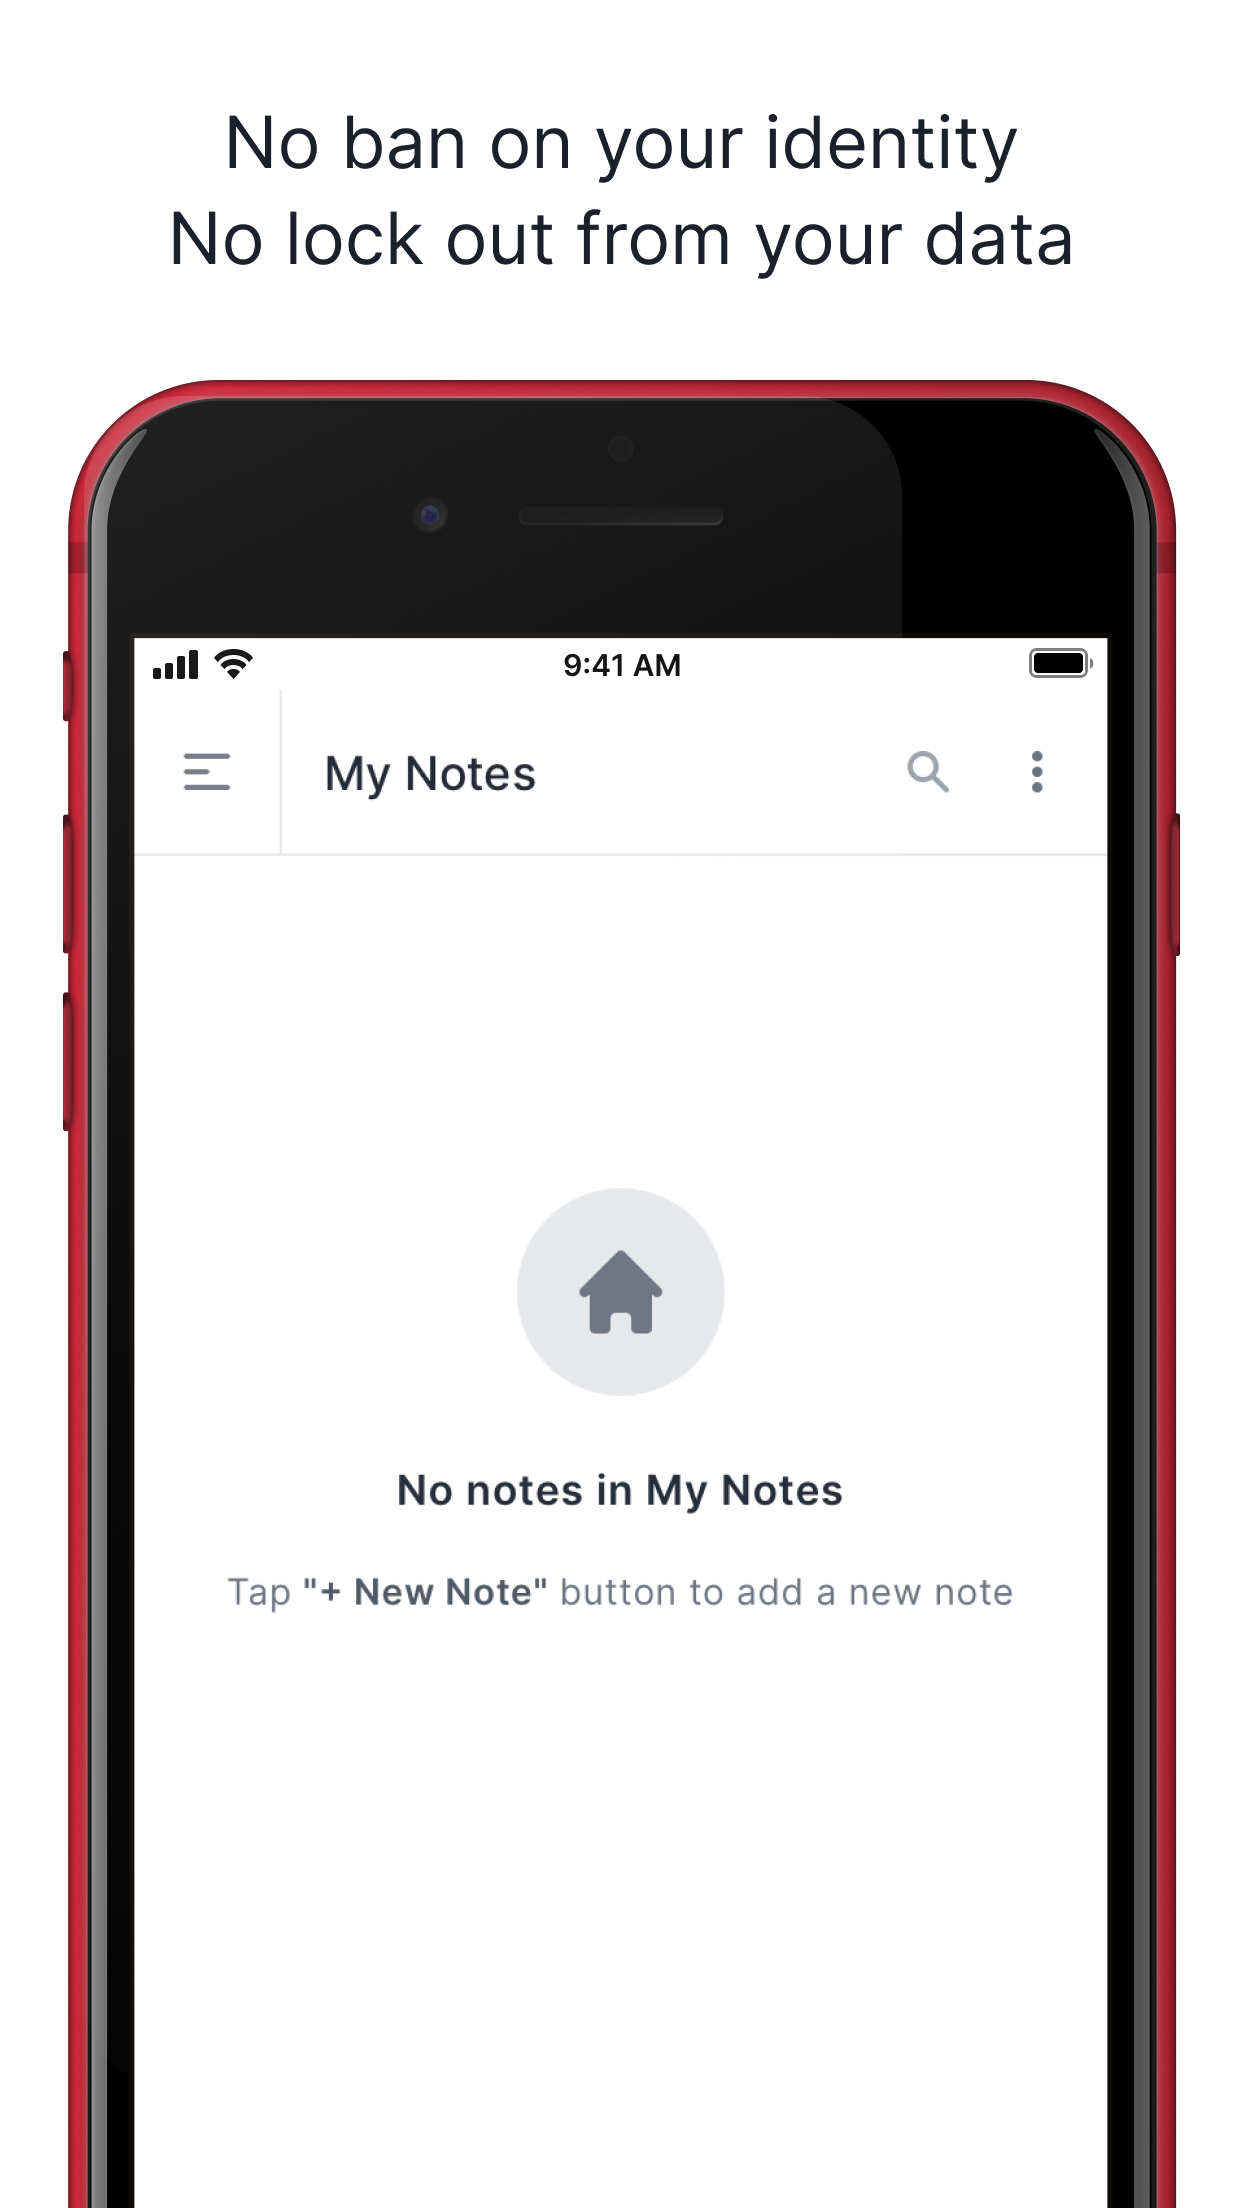 No ban on your identity
No lock out from your data
9:41 AM
My Notes
No notes in My Notes
Tap "+ New Note" button to add a new note